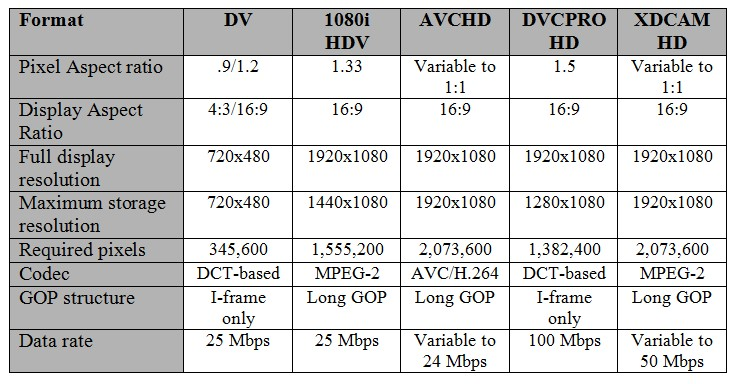 Format DV 1080i HDV AVCHD DVCPRO HD XDCAM HD
Pixel Aspect ratio .9/1.2 1.33 Variable to 1:1 1.5 Variable to 1:1
Display Aspect Ratio 4:3/16:9 16:9 16:9 16:9 16:9
Full display resolution 720x480 1920x1080 1920x1080 1920x1080 1920x1080
Maximum storage resolution 720x480 1440x1080 1920x1080 1280x1080 1920x1080
Required pixels 345,600 1,555,200 2,073,600 1,382,400 2,073,600
Codec DCT-based MPEG-2 AVC/H.264 DCT-based MPEG-2
GOP structure I-frame only Long GOP Long GOP I-frame only Long GOP
Data rate 25 Mbps 25 Mbps Variable to 24 Mbps 100 Mbps Variable to 50 Mbps